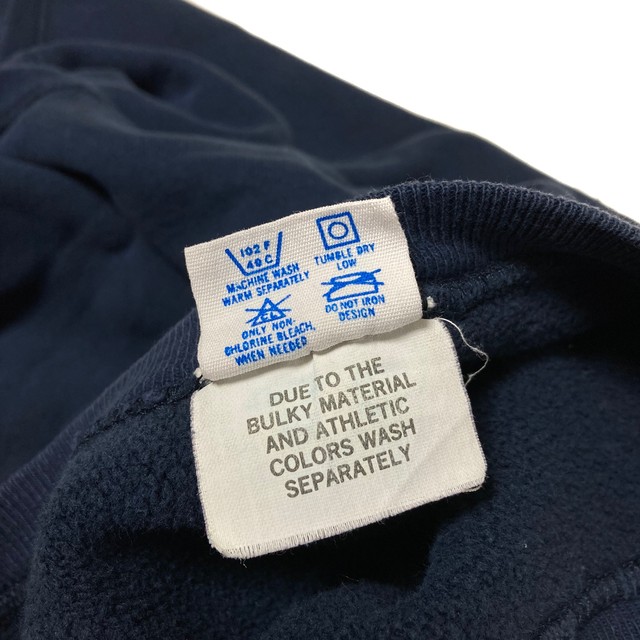 102 F
40 C
MACHINE WASH
WARM SEPARATELY
TUMBLE DRY
LOW
CL
ONLY NON
CHLORINE BLEACH,
WHEN NEEDED
DO NOT IRON
DESIGN
DUE TO THE
BULKY MATERIAL
AND ATHLETIC
COLORS WASH
SEPARATELY